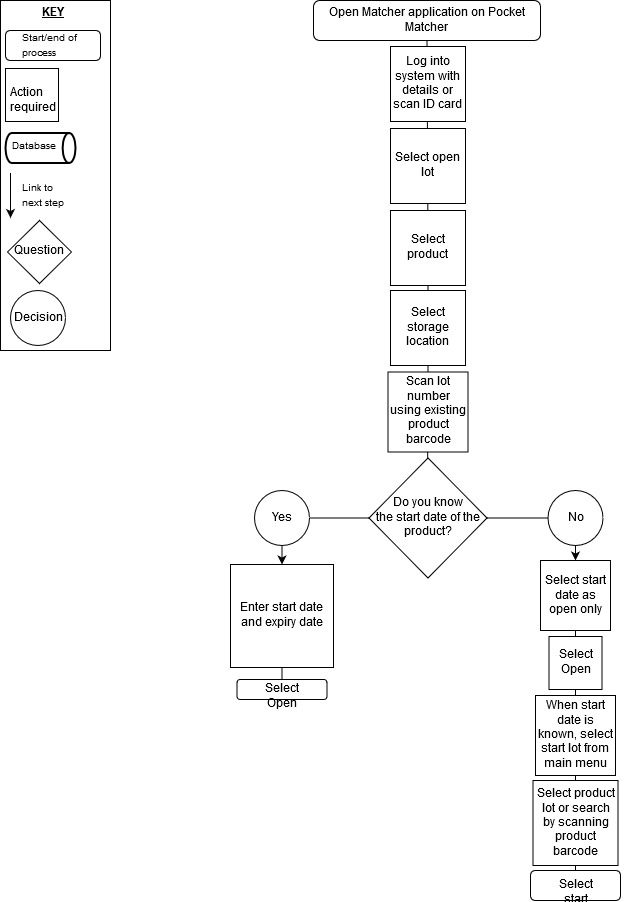 KEY
Start/end of
process
Action
required
Database
Link to
next step
Question
Decision
Open Matcher application on Pocket
Matcher
Log into
system with
details or
scan ID card
Select open
lot
Select
product
Select
storage
location
Scan lot
number
using existing
product
barcode
Do you know
the start date of the
product?
Yes
No
Enter start date
and expiry date
Select
Open
Select start
date as
open only
Select
Open
When start
date is
known, select
start lot from
main menu
Select product
lot or search
by scanning
product
barcode
Select
start